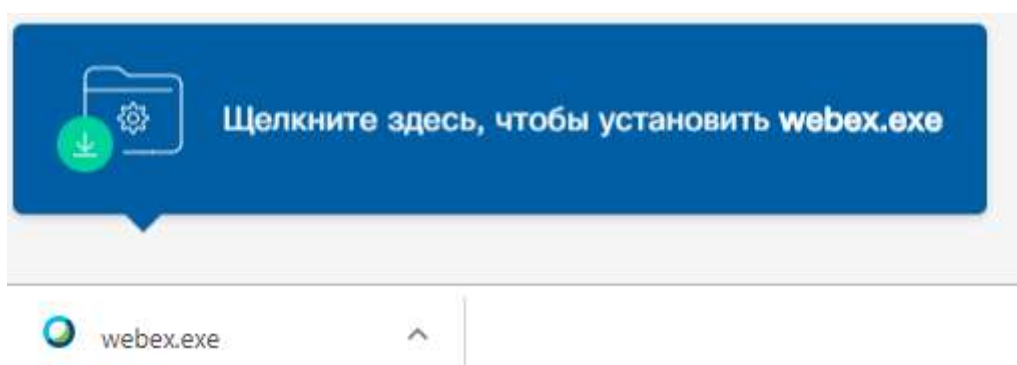 Щелкните здесь, чтобы установить webex.exe
webex.exe